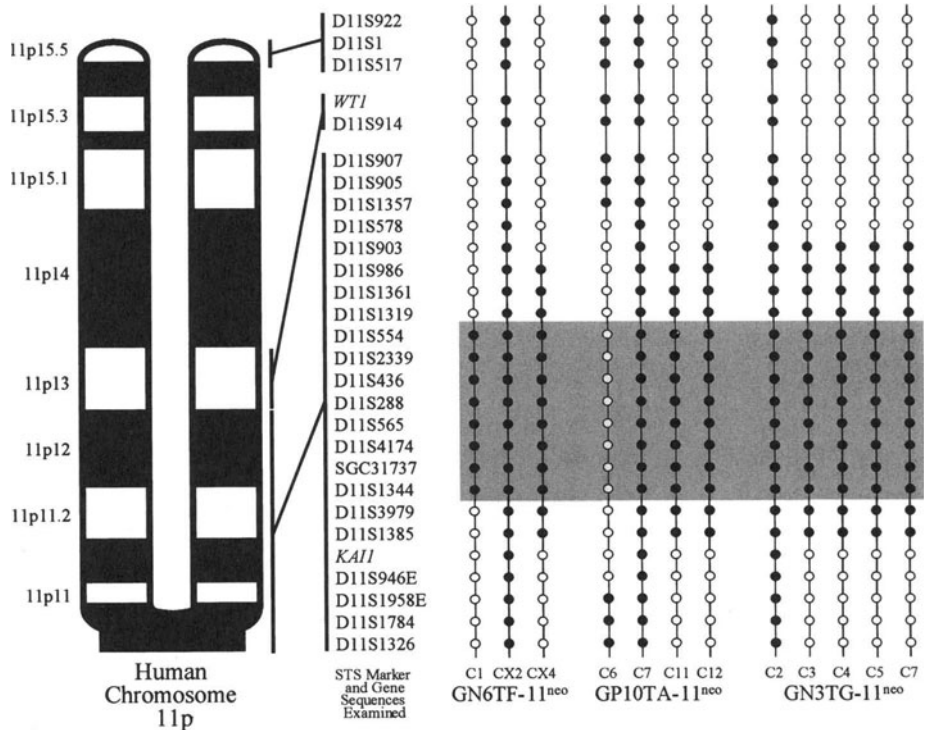 11p15.5
11p15.3
11p15.1
11p14
11p13
11p12
11p11.2
11p11
Human
Chromosome
11p
D11S922
D11S1
D11S517
WT1
D11S914
D11S907
D11S905
D11S1357
D11S578
D11S903
D11S986
D11S1361
D11S1319
D11S554
D11S2339
D11S436
D11S288
D11S565
D11S4174
SGC31737
D11S1344
D11S3979
D11S1385
KAI1
D11S946E
D11S1958E
D11S1784
D11S1326
STS Marker
and Gene
Sequences
Examined
C1 CX2 CX4
GN6TF-11neo
C6 C7 C11 C12
GP10TA-11neo
C2 C3 C4 C5 C7
GN3TG-11neo